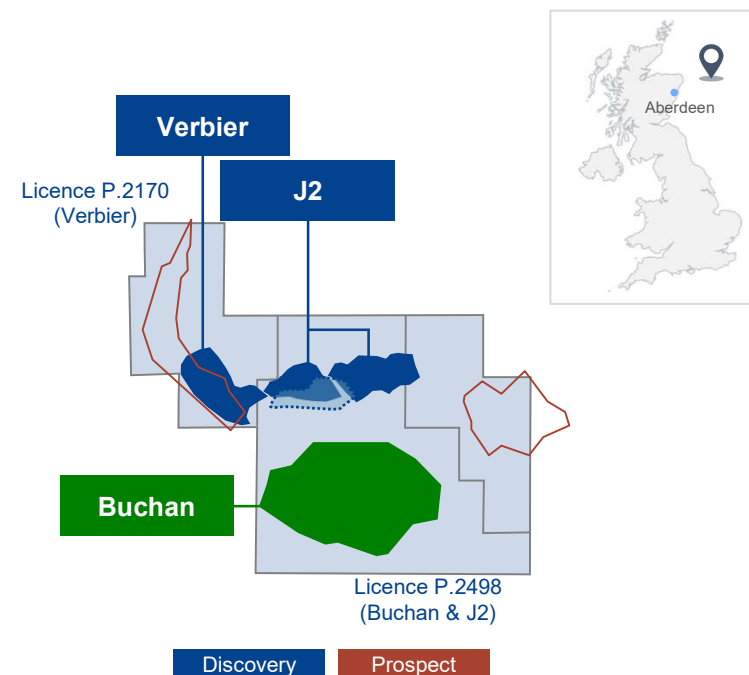 Aberdeen
Verbier
Licence P.2170
(Verbier)
J2
Buchan
Licence P.2498
(Buchan & J2)
Discovery
Prospect